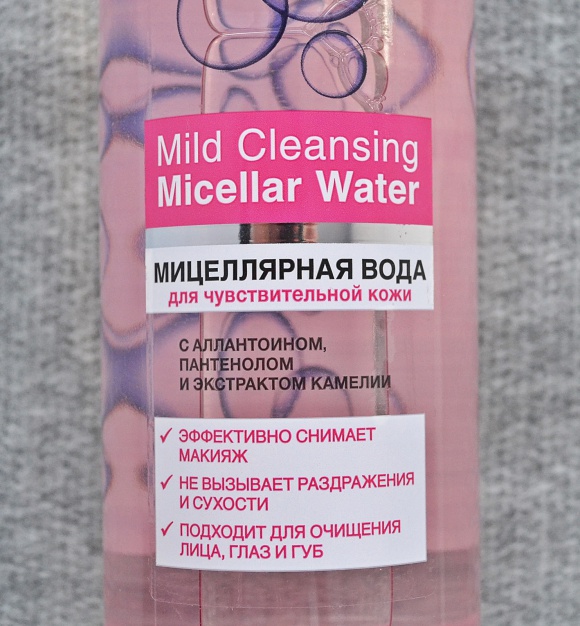 Mild Cleansing
Micellar Water
МИЦЕЛЛЯРНАЯ ВОДА
для чувствительной кожи
С АЛЛАНТОИНОМ,
ПАНТЕНОЛОМ
И ЭКСТРАКТОМ КАМЕЛИИ
✓ ЭФФЕКТИВНО СНИМАЕТ
МАКИЯЖ
✓ НЕ ВЫЗЫВАЕТ РАЗДРАЖЕНИЯ
И СУХОСТИ
✓ ПОДХОДИТ ДЛЯ ОЧИЩЕНИЯ
ЛИЦА, ГЛАЗ И ГУБ